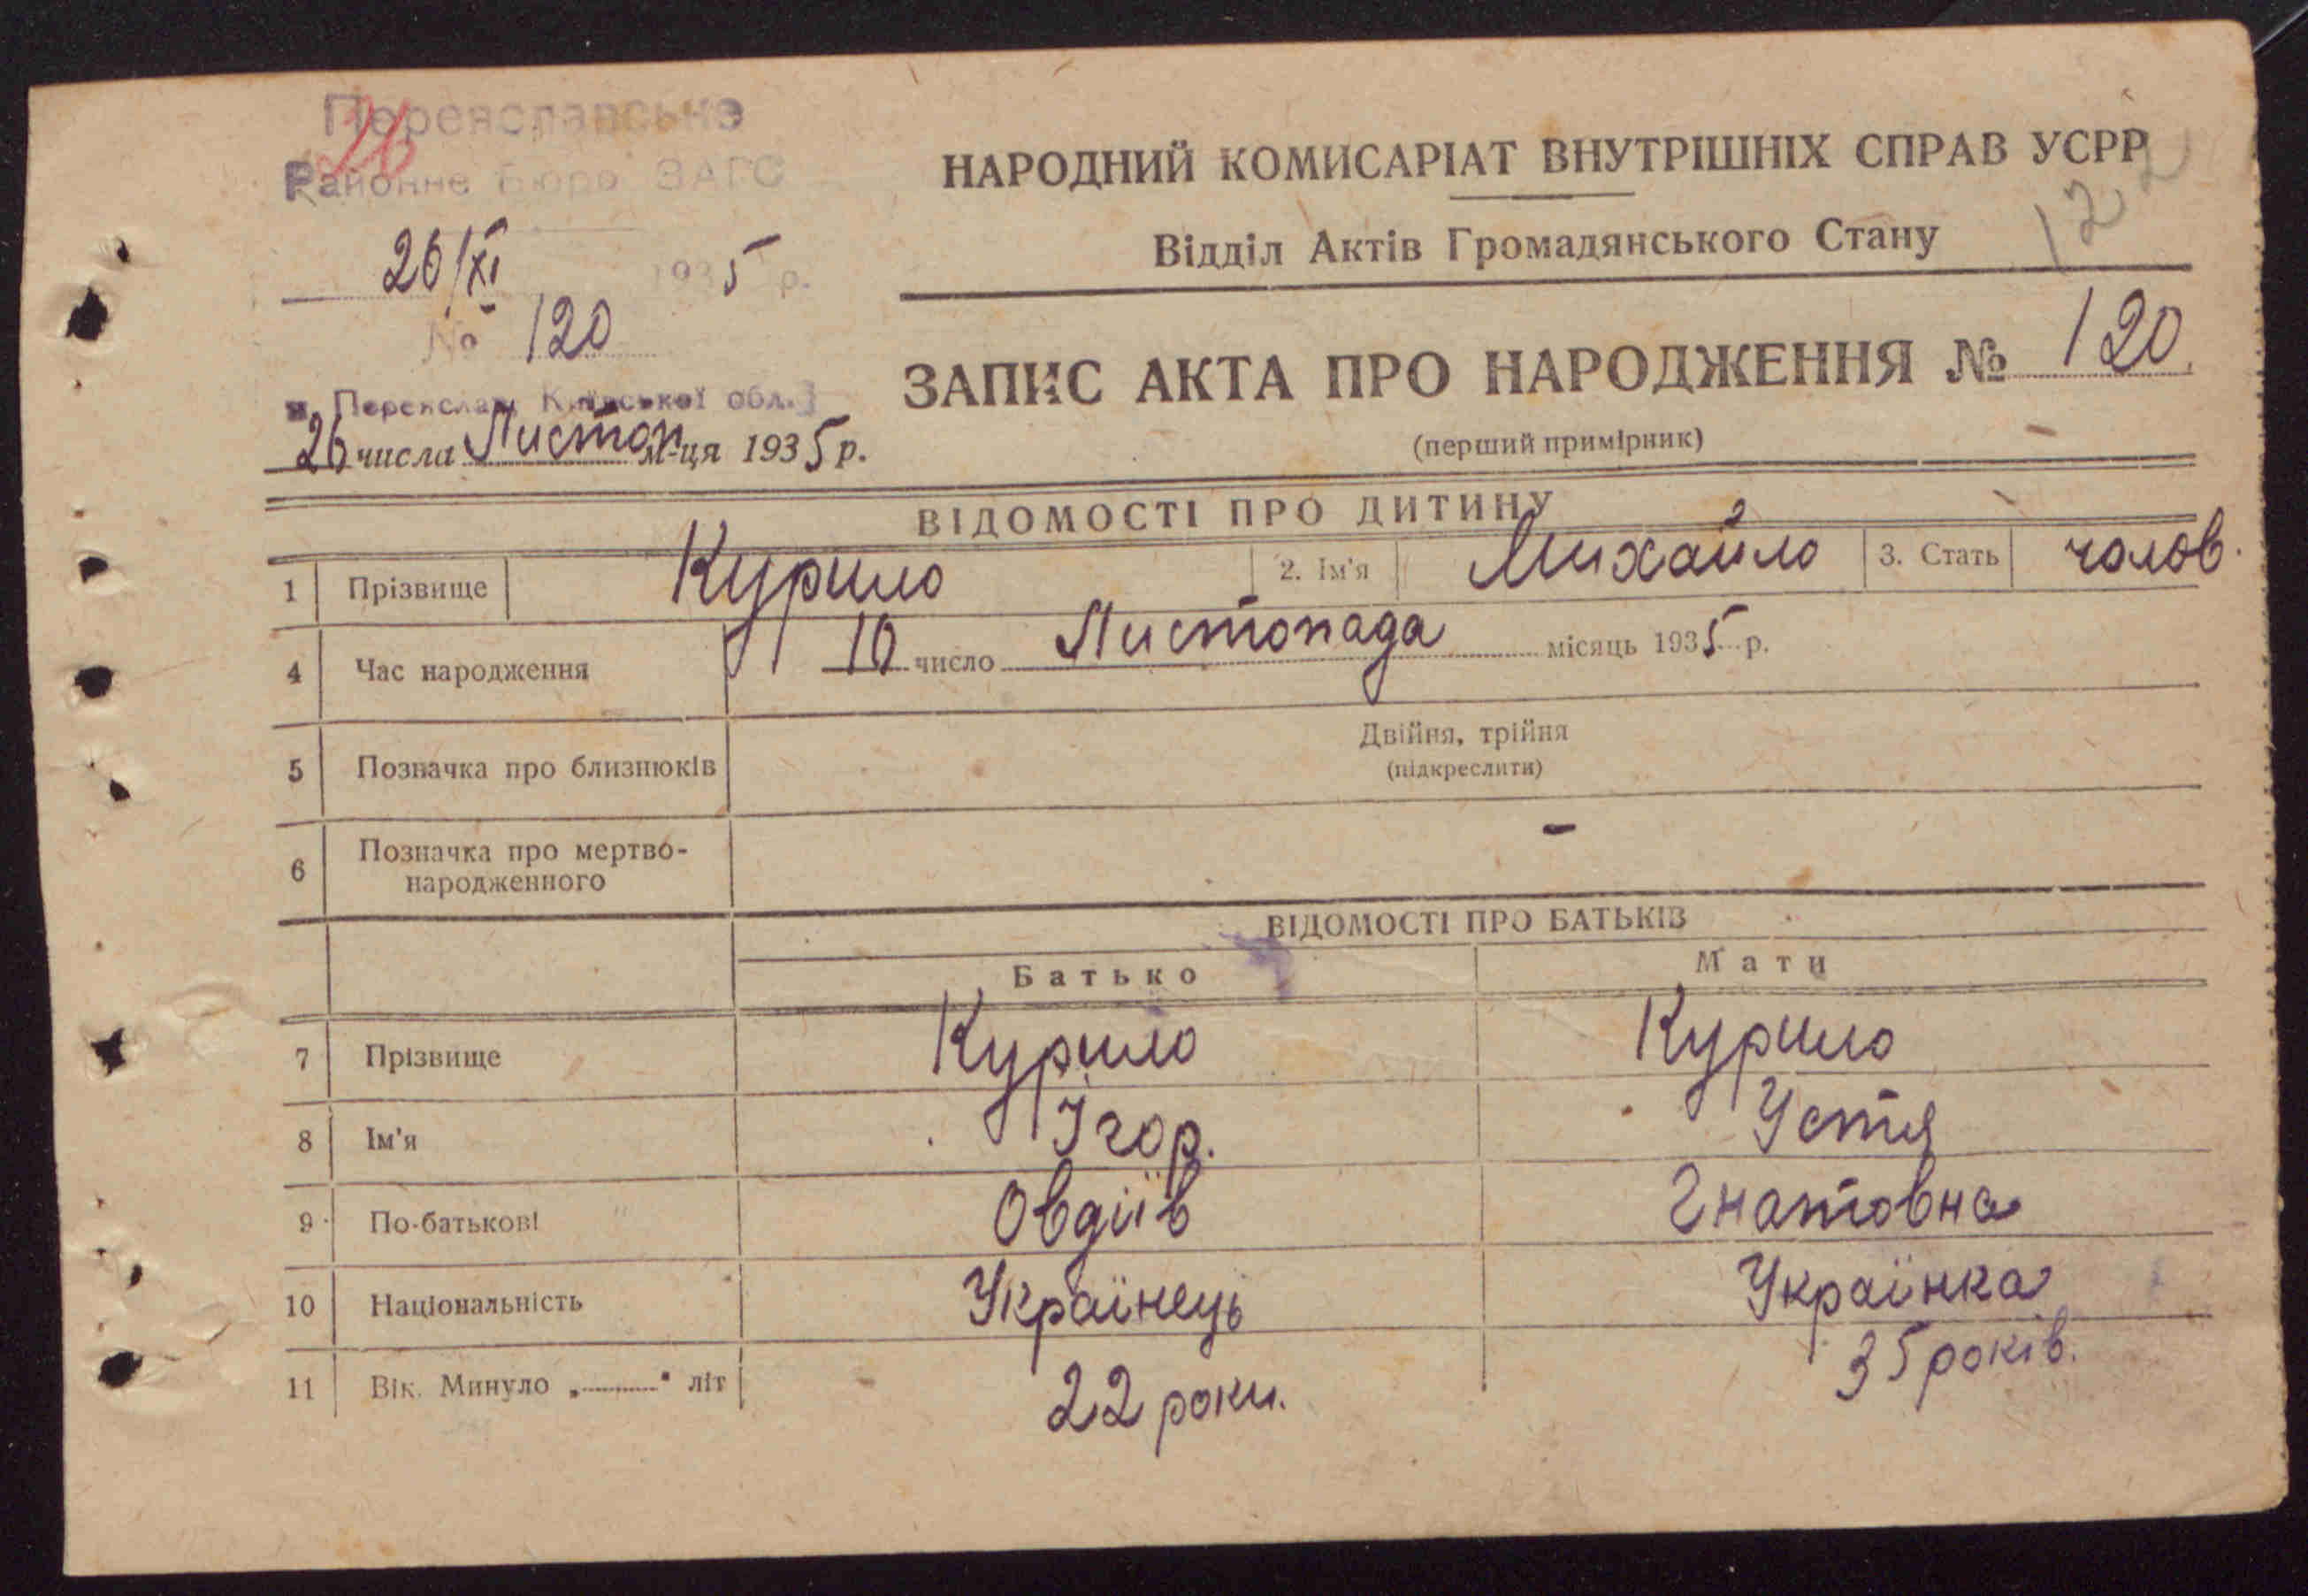 26
Переяславське
Районне Бюро ЗАГС
26/XI 1935 р.
№ 120
м. Переяслав, Київської обл.
26 числа Листоп м-ця 1935 р.
НАРОДНИЙ КОМИСАРІАТ ВНУТРІШНІХ СПРАВ УСРР
Відділ Актів Громадянського Стану
122
ЗАПИС АКТА ПРО НАРОДЖЕННЯ № 120
(перший примірник)
ВІДОМОСТІ ПРО ДИТИНУ
1 Прізвище Курило 2. Ім'я Михайло 3. Стать чолов.
4 Час народження 10 число Листопада місяць 1935 р.
5 Позначка про близнюків Двійня, трійня
(підкреслити)
6 Позначка про мертво-
народженного -
ВІДОМОСТІ ПРО БАТЬКІВ
Батько Мати
7 Прізвище Курило Курило
8 Ім'я Ігор. Устя
9 По-батькові Овдіїв Гнатовна
10 Національність Українець Українка
11 Вік. Минуло „ “ літ 22 роки. 35 років.